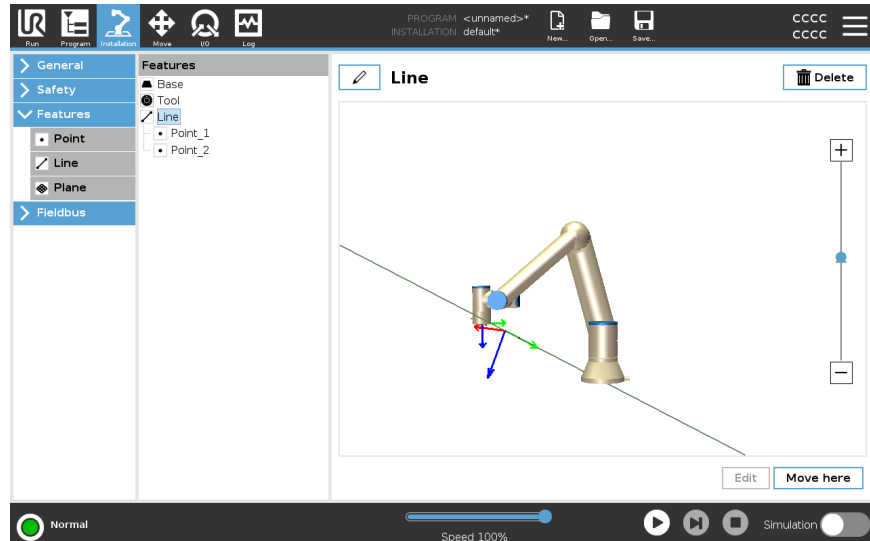 UR
PROGRAM <unnamed>*
INSTALLATION default*
CCCC
CCCC
Run Program Installation Move I/O Log New... Open... Save...
General
Safety
Features
Point
Line
Plane
Fieldbus
Features
Base
Tool
Line
Point_1
Point_2
Line
Delete
Edit Move here
Normal
Speed 100%
Simulation